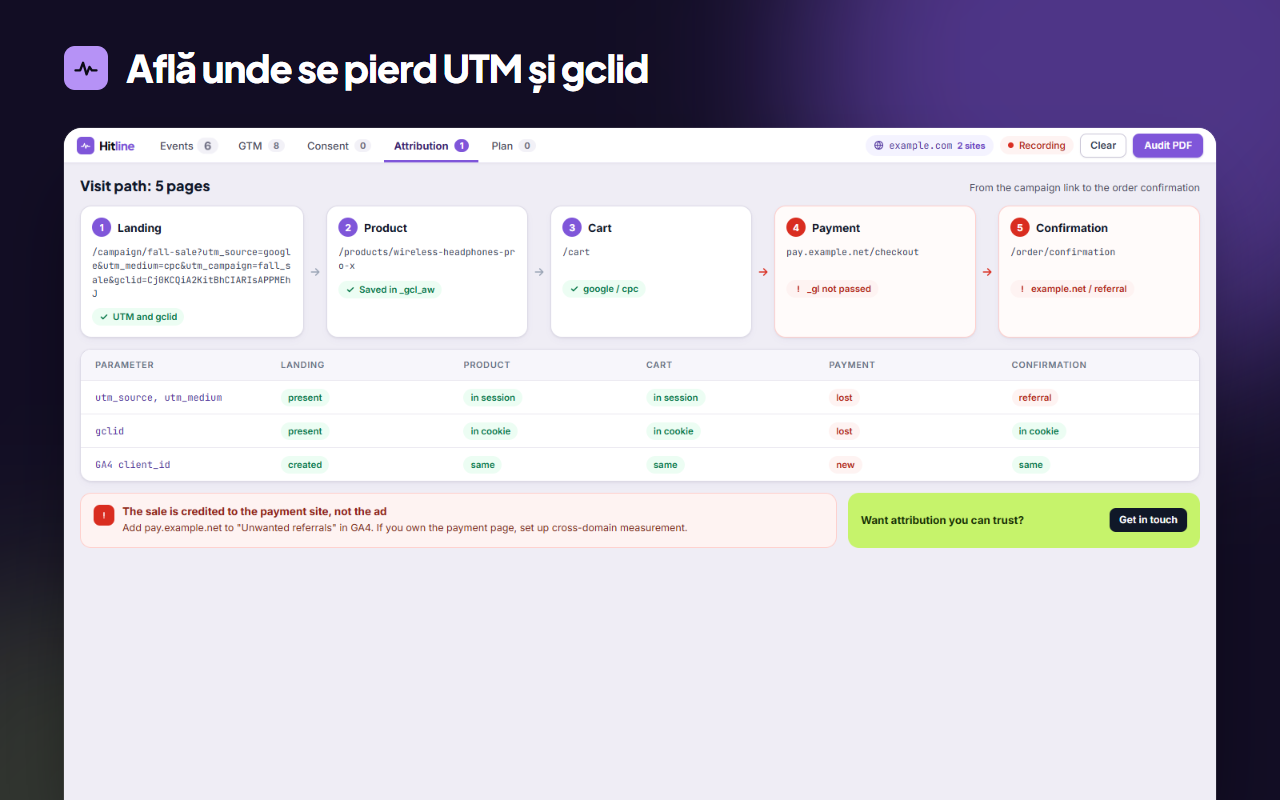 Află unde se pierd UTM și gclid
Hitline Events 6 GTM 8 Consent 0 Attribution 1 Plan 0 example.com 2 sites Recording Clear Audit PDF
Visit path: 5 pages From the campaign link to the order confirmation
1 Landing
/campaign/fall-sale?utm_source=googl
e&utm_medium=cpc&utm_campaign=fall_s
ale&gclid=Cj0KCQiA2KitBhCIARIsAPPMEh
J
✓ UTM and gclid
→
2 Product
/products/wireless-headphones-pr
o-x
✓ Saved in _gcl_aw
→
3 Cart
/cart
✓ google / cpc
→
4 Payment
pay.example.net/checkout
! _gl not passed
→
5 Confirmation
/order/confirmation
! example.net / referral
PARAMETER LANDING PRODUCT CART PAYMENT CONFIRMATION
utm_source, utm_medium present in session in session lost referral
gclid present in cookie in cookie lost in cookie
GA4 client_id created same same new same
! The sale is credited to the payment site, not the ad
Add pay.example.net to "Unwanted referrals" in GA4. If you own the payment page, set up cross-domain measurement.
Want attribution you can trust? Get in touch